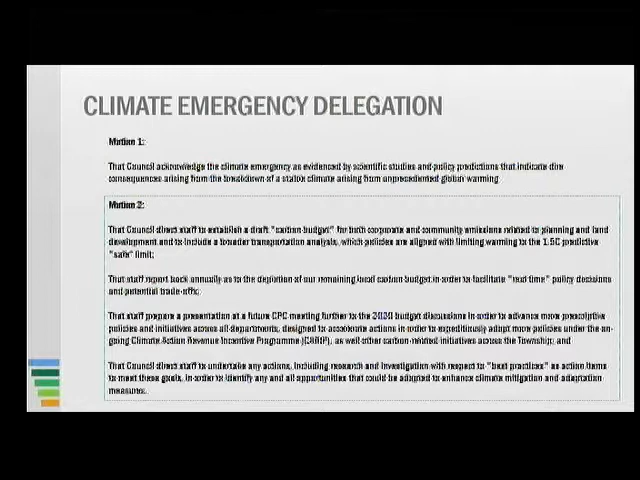 CLIMATE EMERGENCY DELEGATION
Motion 1:
That Council acknowledge the climate emergency as evidenced by scientific studies and policy predictions that indicate dire
consequences arising from the breakdown of a stable climate arising from unprecedented global warming
Motion 2:
That Council direct staff to establish a draft "carbon budget" for both corporate and community emissions related to planning and land
development and to include a broader transportation analysis, which policies are aligned with limiting warming to the 1.5C predictive
"safe" limit;
That staff report back annually as to the depletion of our remaining local carbon budget in order to facilitate "real time" policy decisions
and potential trade-offs;
That staff prepare a presentation at a future CPC meeting further to the 2020 budget discussions in order to advance more prescriptive
policies and initiatives across all departments, designed to accelerate actions in order to expeditiously adopt more policies under the on-
going Climate Action Revenue Incentive Programme (CARIP), as well other carbon-related initiatives across the Township; and
That Council direct staff to undertake any actions, including research and investigation with respect to "best practices" as action items
to meet these goals, in order to identify any and all opportunities that could be adapted to enhance climate mitigation and adaptation
measures.